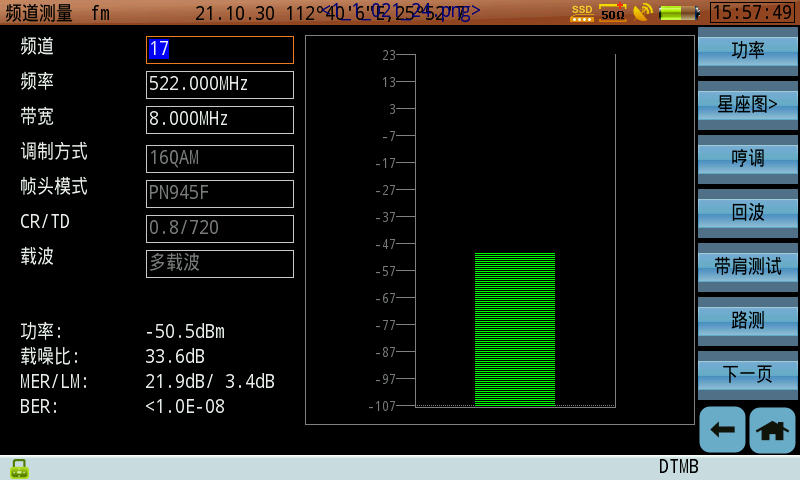 频道测量 fm 21.10.30 112°40'6"E,25°52'7 <1_1_021_24.png> SSD 50Ω 15:57:49
频道 17
频率 522.000MHz
带宽 8.000MHz
调制方式 16QAM
帧头模式 PN945F
CR/TD 0.8/720
载波 多载波
功率: -50.5dBm
载噪比: 33.6dB
MER/LM: 21.9dB/ 3.4dB
BER: <1.0E-08
23
13
3
-7
-17
-27
-37
-47
-57
-67
-77
-87
-97
-107
功率
星座图>
哼调
回波
带肩测试
路测
下一页
DTMB